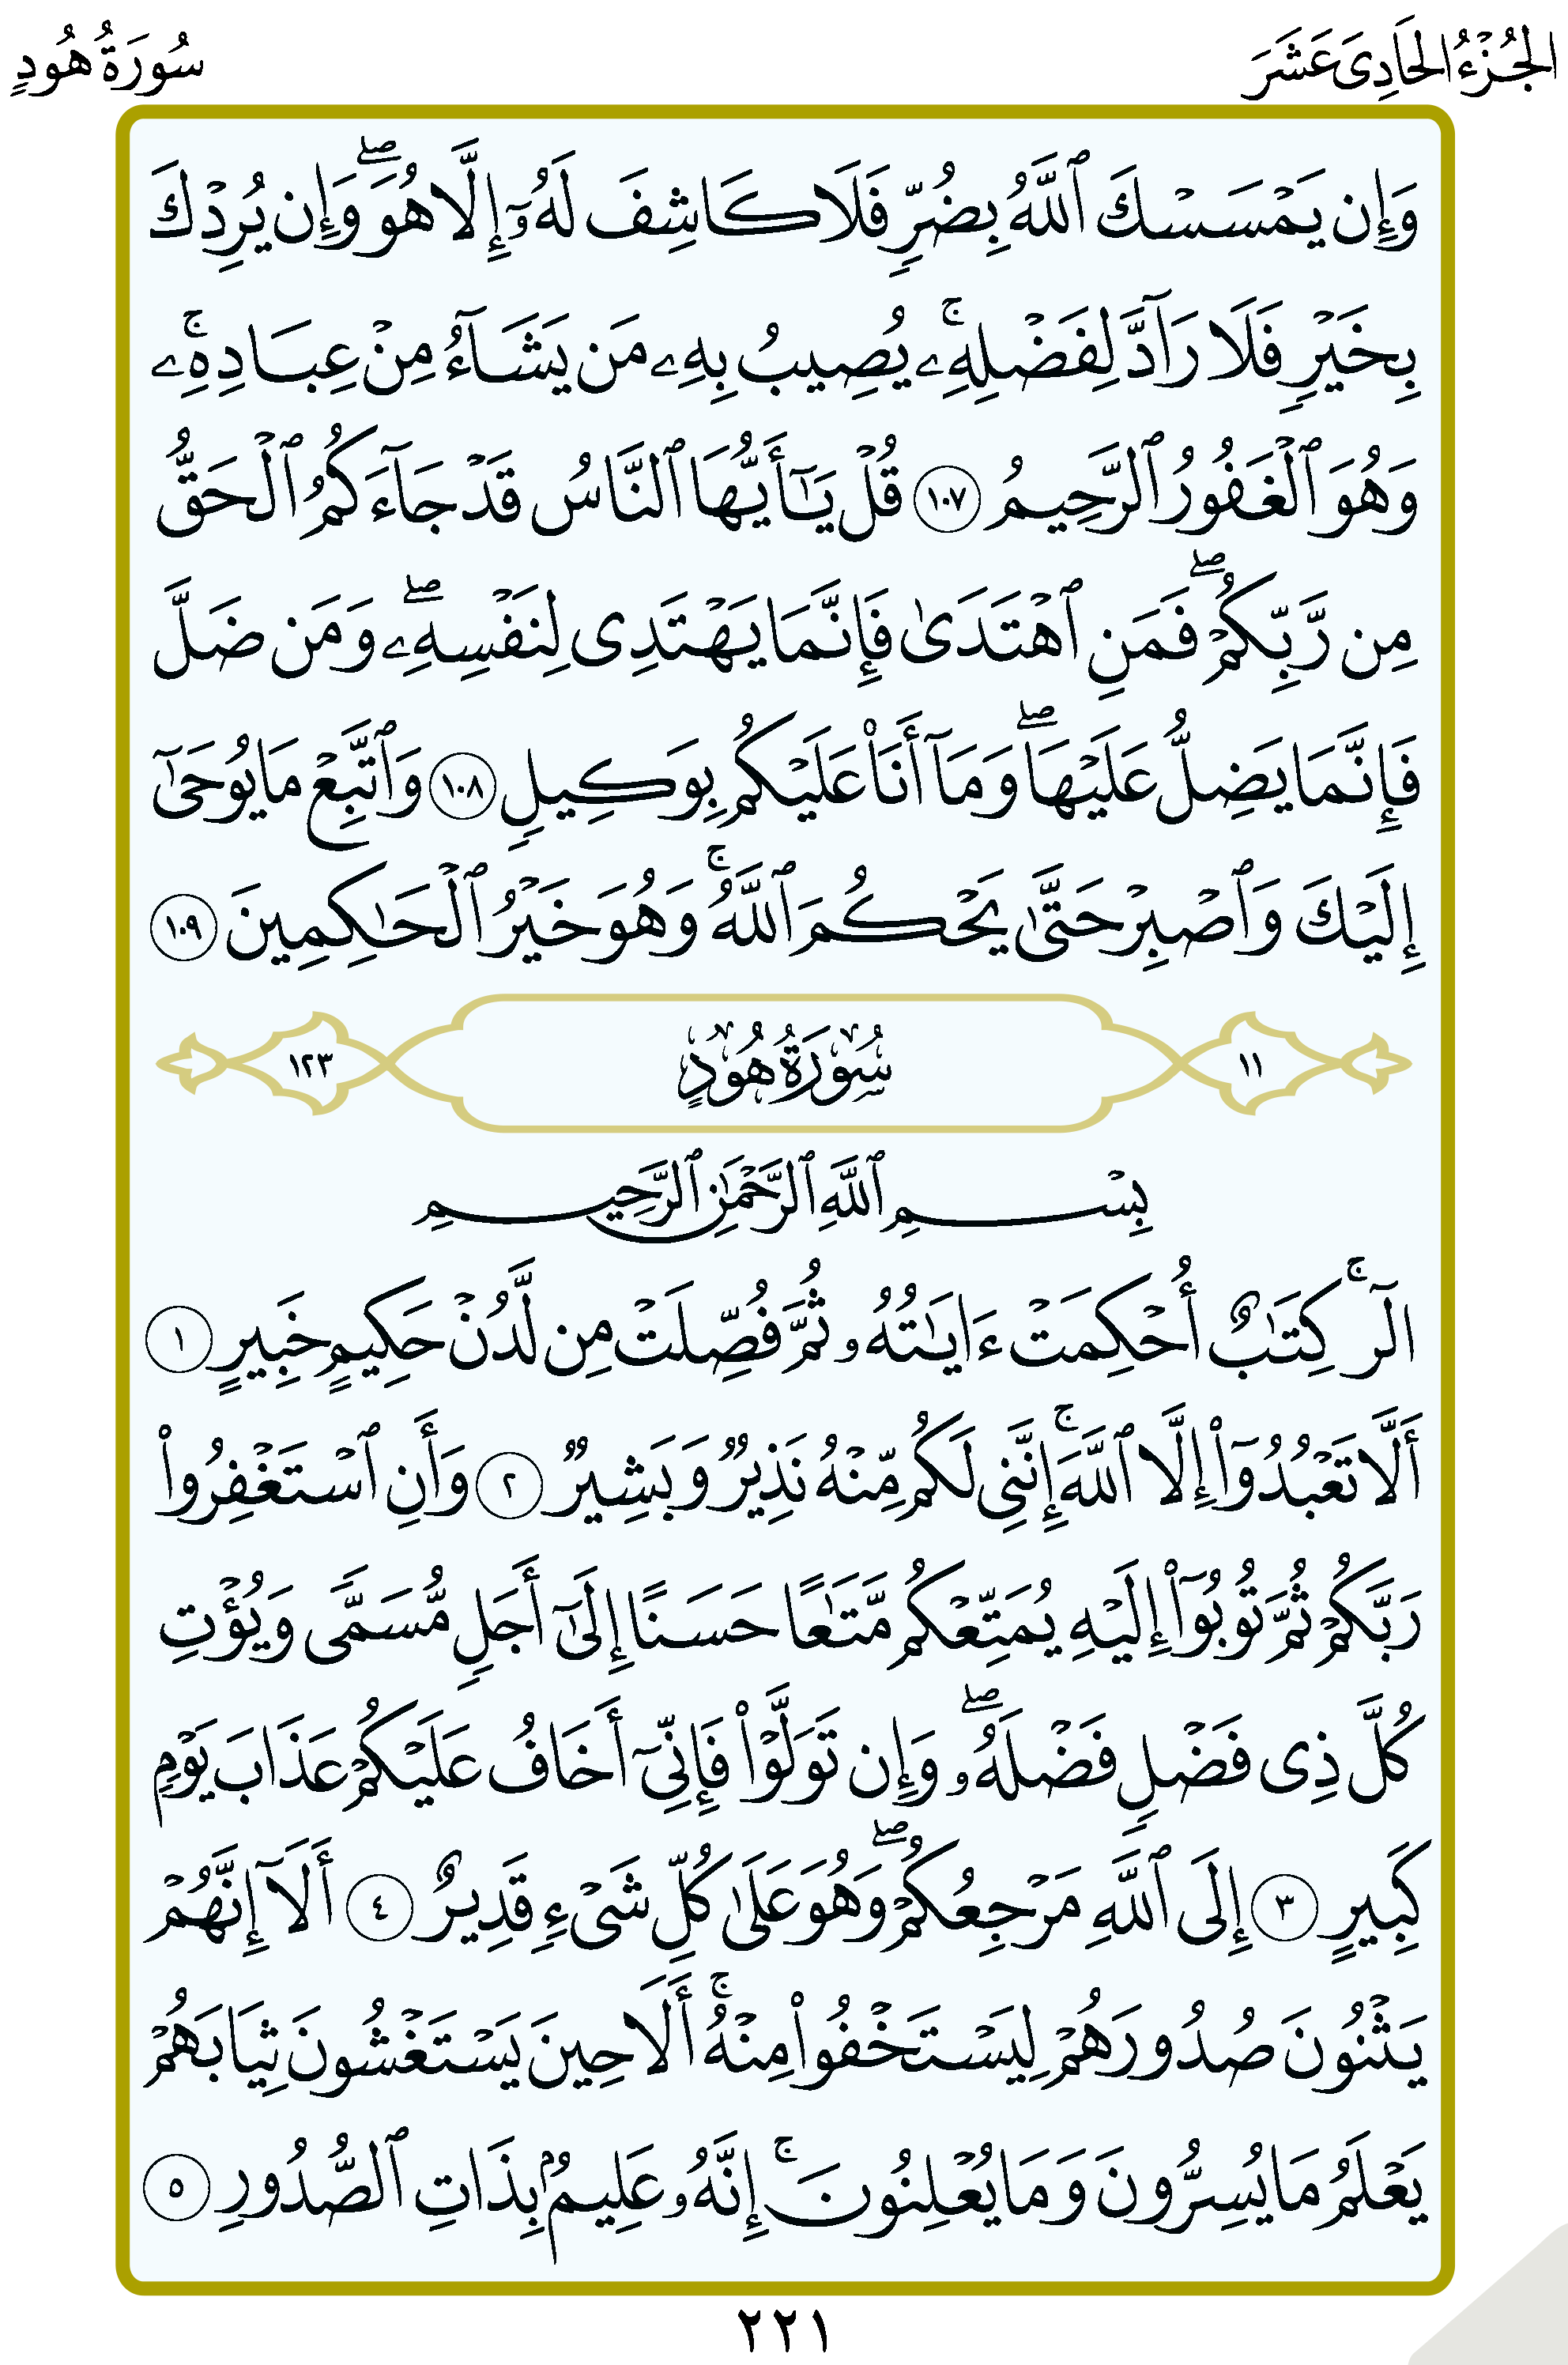 الجُزْءُ الحَادِىَ عَشَرَ
سُورَةُ هُودٍ
وَإِن يَمْسَسْكَ ٱللَّهُ بِضُرٍّ فَلَا كَاشِفَ لَهُۥٓ إِلَّا هُوَ ۖ وَإِن يُرِدْكَ
بِخَيْرٍ فَلَا رَآدَّ لِفَضْلِهِۦ ۚ يُصِيبُ بِهِۦ مَن يَشَآءُ مِنْ عِبَادِهِۦ ۚ
وَهُوَ ٱلْغَفُورُ ٱلرَّحِيمُ ١٠٧ قُلْ يَـٰٓأَيُّهَا ٱلنَّاسُ قَدْ جَآءَكُمُ ٱلْحَقُّ
مِن رَّبِّكُمْ ۖ فَمَنِ ٱهْتَدَىٰ فَإِنَّمَا يَهْتَدِى لِنَفْسِهِۦ ۖ وَمَن ضَلَّ
فَإِنَّمَا يَضِلُّ عَلَيْهَا ۖ وَمَآ أَنَا۠ عَلَيْكُم بِوَكِيلٍ ١٠٨ وَٱتَّبِعْ مَا يُوحَىٰٓ
إِلَيْكَ وَٱصْبِرْ حَتَّىٰ يَحْكُمَ ٱللَّهُ ۚ وَهُوَ خَيْرُ ٱلْحَـٰكِمِينَ ١٠٩
١١ سُورَةُ هُودٍ ١٢٣
بِسْمِ ٱللَّهِ ٱلرَّحْمَـٰنِ ٱلرَّحِيمِ
الٓر ۚ كِتَـٰبٌ أُحْكِمَتْ ءَايَـٰتُهُۥ ثُمَّ فُصِّلَتْ مِن لَّدُنْ حَكِيمٍ خَبِيرٍ ١
أَلَّا تَعْبُدُوٓا۟ إِلَّا ٱللَّهَ ۚ إِنَّنِى لَكُم مِّنْهُ نَذِيرٌ وَبَشِيرٌ ٢ وَأَنِ ٱسْتَغْفِرُوا۟
رَبَّكُمْ ثُمَّ تُوبُوٓا۟ إِلَيْهِ يُمَتِّعْكُم مَّتَـٰعًا حَسَنًا إِلَىٰٓ أَجَلٍ مُّسَمًّى وَيُؤْتِ
كُلَّ ذِى فَضْلٍ فَضْلَهُۥ ۖ وَإِن تَوَلَّوْا۟ فَإِنِّىٓ أَخَافُ عَلَيْكُمْ عَذَابَ يَوْمٍ
كَبِيرٍ ٣ إِلَى ٱللَّهِ مَرْجِعُكُمْ ۖ وَهُوَ عَلَىٰ كُلِّ شَىْءٍ قَدِيرٌ ٤ أَلَآ إِنَّهُمْ
يَثْنُونَ صُدُورَهُمْ لِيَسْتَخْفُوا۟ مِنْهُ ۚ أَلَا حِينَ يَسْتَغْشُونَ ثِيَابَهُمْ
يَعْلَمُ مَا يُسِرُّونَ وَمَا يُعْلِنُونَ ۚ إِنَّهُۥ عَلِيمٌۢ بِذَاتِ ٱلصُّدُورِ ٥
٢٢١